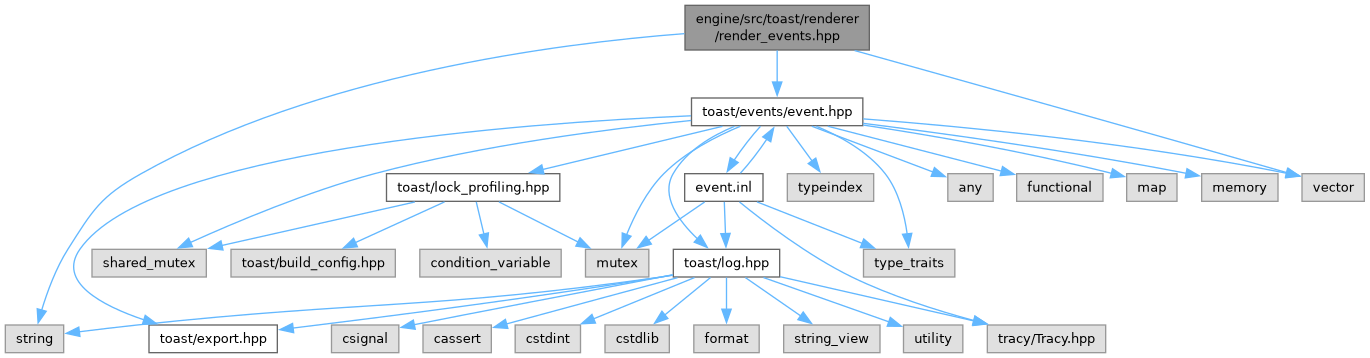 engine/src/toast/renderer
/render_events.hpp
toast/events/event.hpp
toast/lock_profiling.hpp
event.inl
typeindex
any
functional
map
memory
vector
shared_mutex
toast/build_config.hpp
condition_variable
mutex
toast/log.hpp
type_traits
string
toast/export.hpp
csignal
cassert
cstdint
cstdlib
format
string_view
utility
tracy/Tracy.hpp